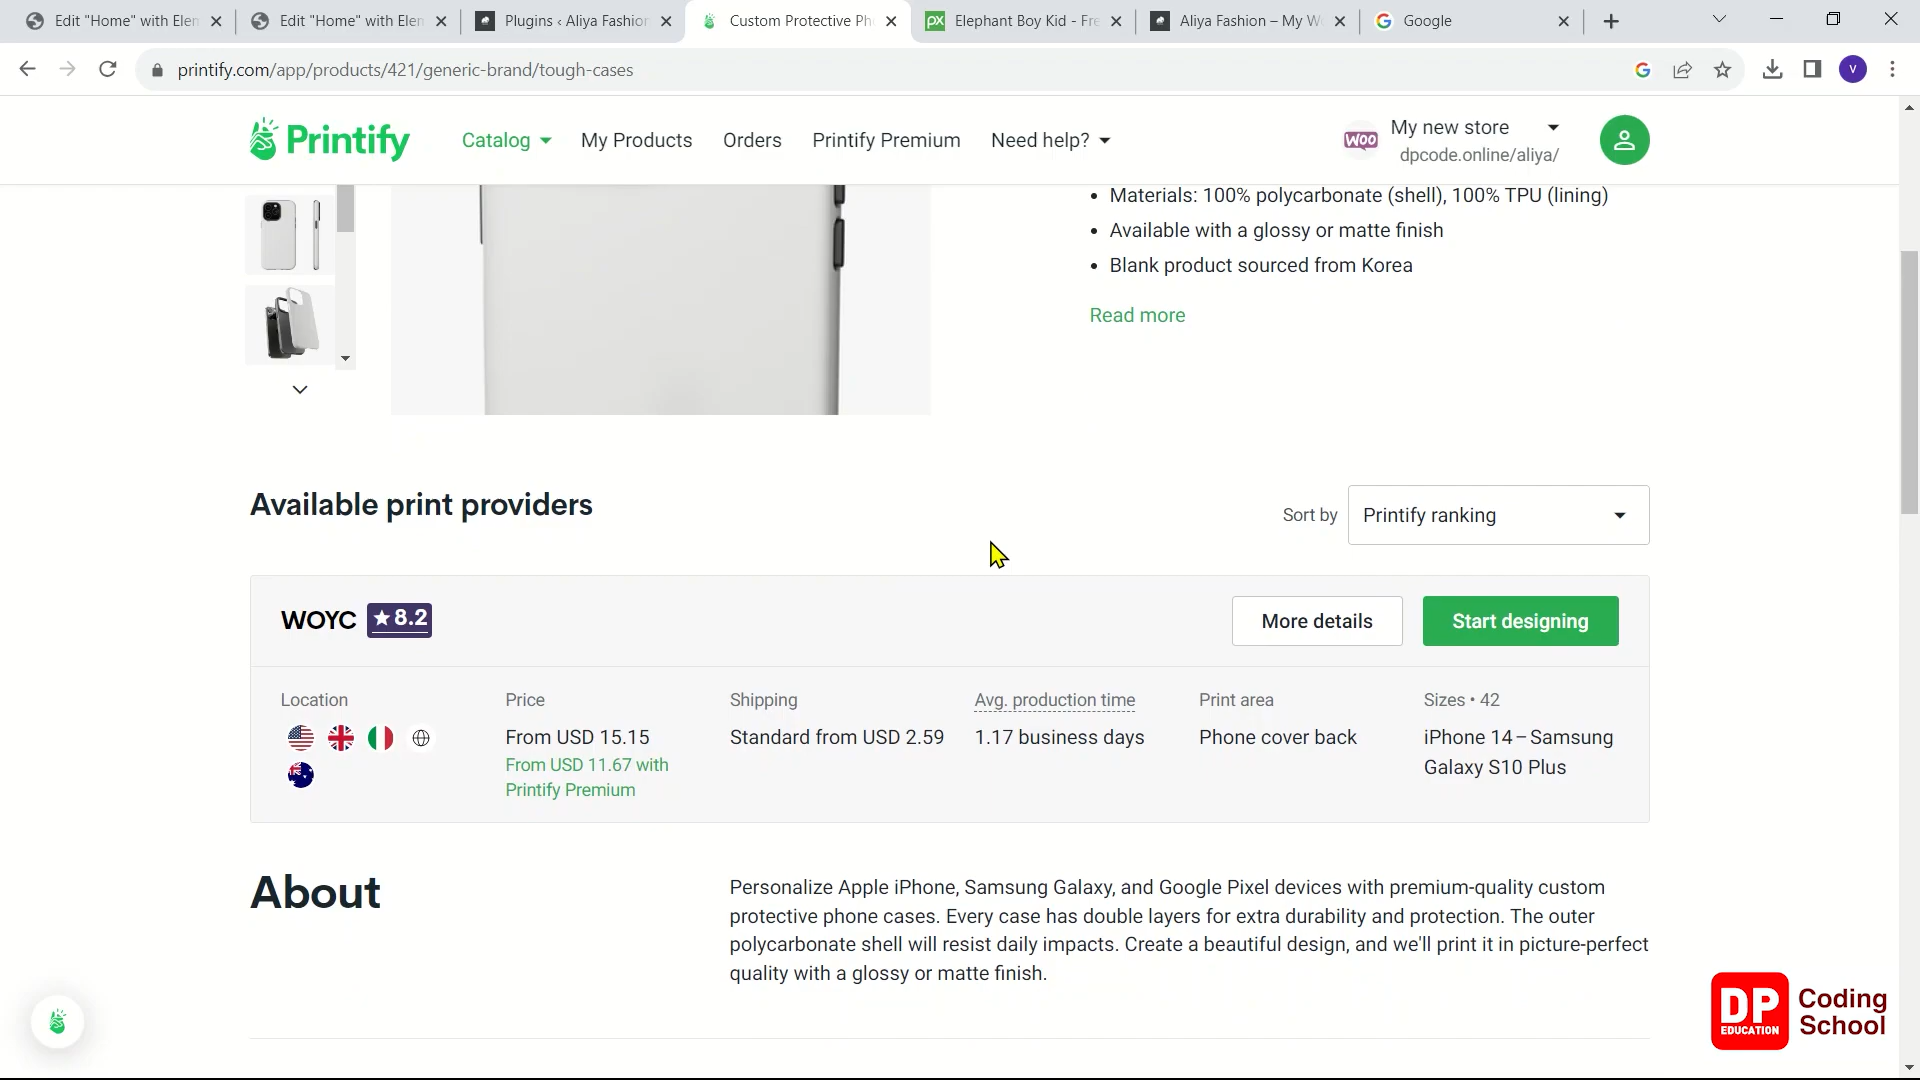 Edit "Home" with Elen
Edit "Home" with Elen
Plugins ‹ Aliya Fashion
Custom Protective Ph
Elephant Boy Kid - Fre
Aliya Fashion – My W
Google
printify.com/app/products/421/generic-brand/tough-cases
V
Printify
Catalog
My Products
Orders
Printify Premium
Need help?
WOO
My new store
dpcode.online/aliya/
• Materials: 100% polycarbonate (shell), 100% TPU (lining)
• Available with a glossy or matte finish
• Blank product sourced from Korea
Read more
Available print providers
Sort by
Printify ranking
WOYC
★ 8.2
More details
Start designing
Location
Price
Shipping
Avg. production time
Print area
Sizes • 42
From USD 15.15
From USD 11.67 with
Printify Premium
Standard from USD 2.59
1.17 business days
Phone cover back
iPhone 14 – Samsung
Galaxy S10 Plus
About
Personalize Apple iPhone, Samsung Galaxy, and Google Pixel devices with premium-quality custom
protective phone cases. Every case has double layers for extra durability and protection. The outer
polycarbonate shell will resist daily impacts. Create a beautiful design, and we'll print it in picture-perfect
quality with a glossy or matte finish.
DP
EDUCATION
Coding
School